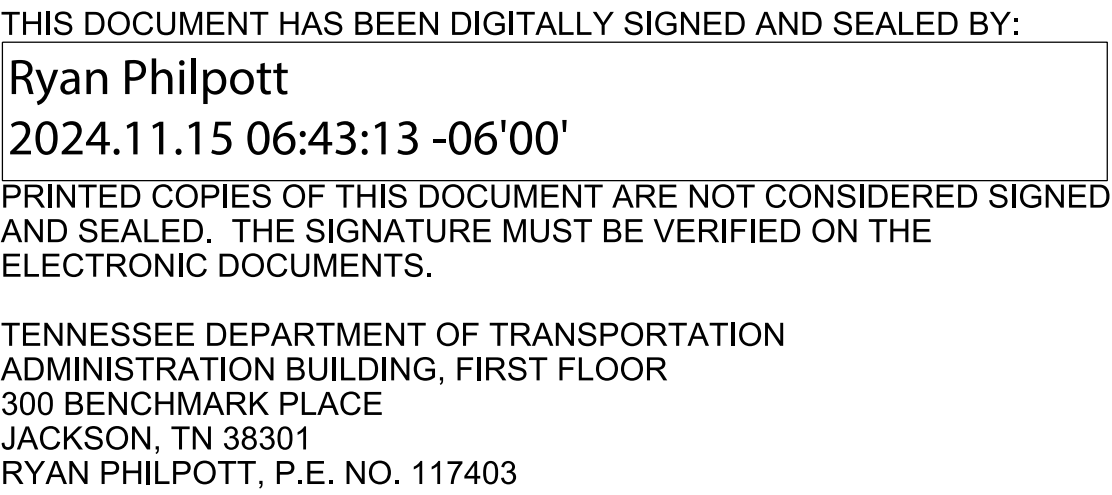 THIS DOCUMENT HAS BEEN DIGITALLY SIGNED AND SEALED BY:
Ryan Philpott
2024.11.15 06:43:13 -06'00'
PRINTED COPIES OF THIS DOCUMENT ARE NOT CONSIDERED SIGNED
AND SEALED.  THE SIGNATURE MUST BE VERIFIED ON THE
ELECTRONIC DOCUMENTS.
TENNESSEE DEPARTMENT OF TRANSPORTATION
ADMINISTRATION BUILDING, FIRST FLOOR
300 BENCHMARK PLACE
JACKSON, TN 38301
RYAN PHILPOTT, P.E. NO. 117403